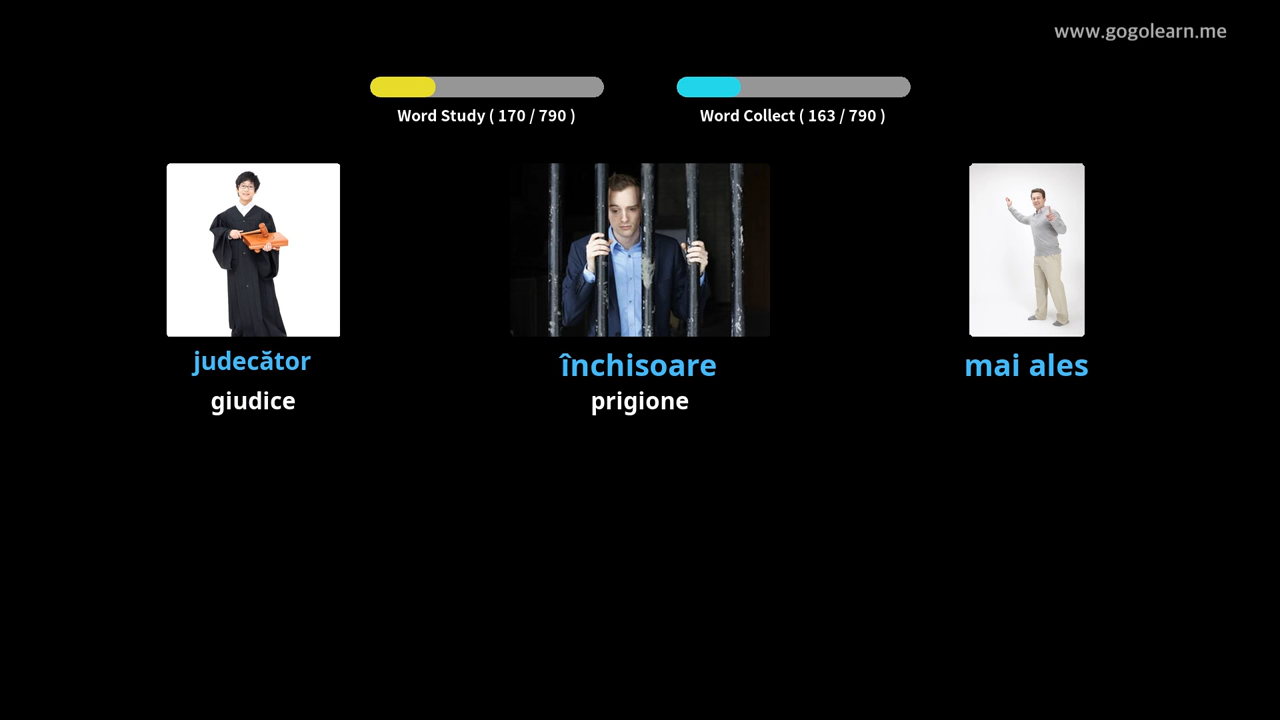 www.gogolearn.me
Word Study ( 170 / 790 )
Word Collect ( 163 / 790 )
judecător
închisoare
mai ales
giudice
prigione